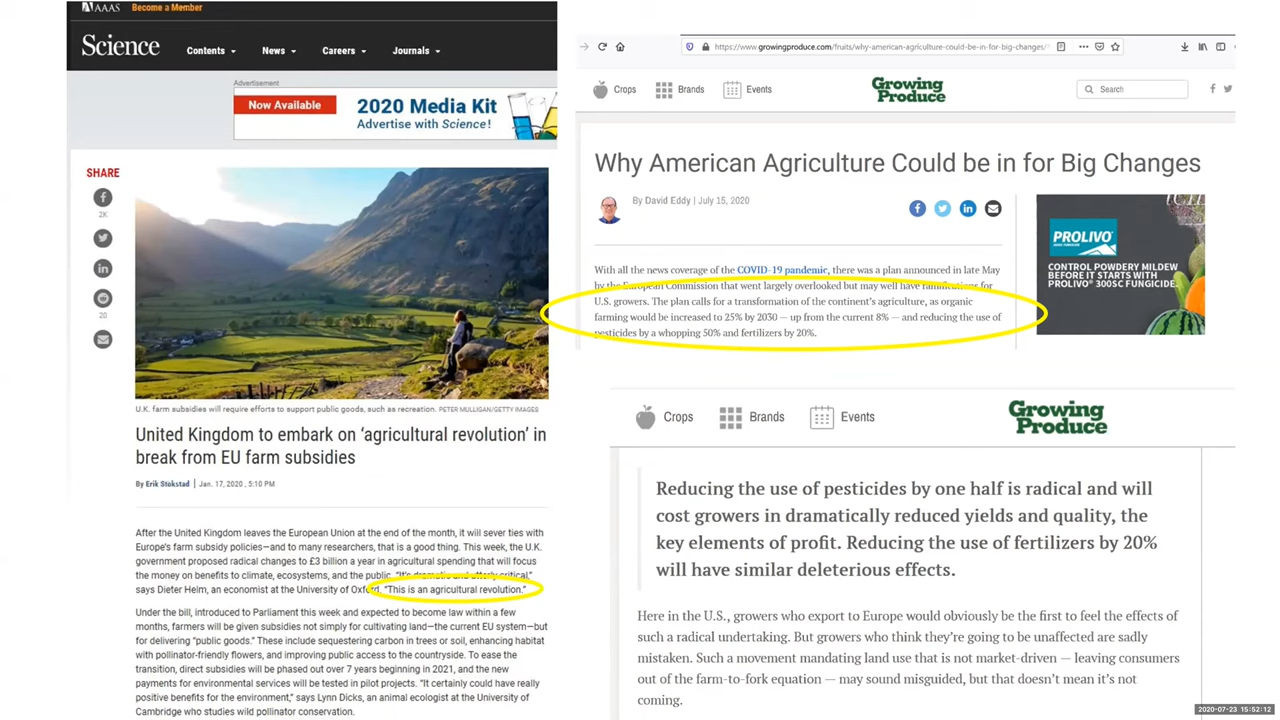 AAAS
Become a Member
Science
Contents
News
Careers
Journals
Advertisement
Now Available
2020 Media Kit
Advertise with Science!
SHARE
2K
20
U.K. farm subsidies will require efforts to support public goods, such as recreation. PETER MULLIGAN/GETTY IMAGES
United Kingdom to embark on ‘agricultural revolution’ in
break from EU farm subsidies
By Erik Stokstad | Jan. 17, 2020 , 5:10 PM
After the United Kingdom leaves the European Union at the end of the month, it will sever ties with
Europe's farm subsidy policies—and to many researchers, that is a good thing. This week, the U.K.
government proposed radical changes to £3 billion a year in agricultural spending that will focus
the money on benefits to climate, ecosystems, and the public. "It's dramatic and utterly critical,"
says Dieter Helm, an economist at the University of Oxford. "This is an agricultural revolution."
Under the bill, introduced to Parliament this week and expected to become law within a few
months, farmers will be given subsidies not simply for cultivating land—the current EU system—but
for delivering "public goods." These include sequestering carbon in trees or soil, enhancing habitat
with pollinator-friendly flowers, and improving public access to the countryside. To ease the
transition, direct subsidies will be phased out over 7 years beginning in 2021, and the new
payments for environmental services will be tested in pilot projects. "It certainly could have really
positive benefits for the environment," says Lynn Dicks, an animal ecologist at the University of
Cambridge who studies wild pollinator conservation.
https://www.growingproduce.com/fruits/why-american-agriculture-could-be-in-for-big-changes/
Crops
Brands
Events
Growing
Produce
Search
Why American Agriculture Could be in for Big Changes
By David Eddy | July 15, 2020
With all the news coverage of the COVID-19 pandemic, there was a plan announced in late May
by the European Commission that went largely overlooked but may well have ramifications for
U.S. growers. The plan calls for a transformation of the continent's agriculture, as organic
farming would be increased to 25% by 2030 — up from the current 8% — and reducing the use of
pesticides by a whopping 50% and fertilizers by 20%.
PROLIVO
CONTROL POWDERY MILDEW
BEFORE IT STARTS WITH
PROLIVO® 300SC FUNGICIDE.
Crops
Brands
Events
Growing
Produce
Reducing the use of pesticides by one half is radical and will
cost growers in dramatically reduced yields and quality, the
key elements of profit. Reducing the use of fertilizers by 20%
will have similar deleterious effects.
Here in the U.S., growers who export to Europe would obviously be the first to feel the effects of
such a radical undertaking. But growers who think they're going to be unaffected are sadly
mistaken. Such a movement mandating land use that is not market-driven — leaving consumers
out of the farm-to-fork equation — may sound misguided, but that doesn't mean it's not
coming.
2020-07-23 15:52:12